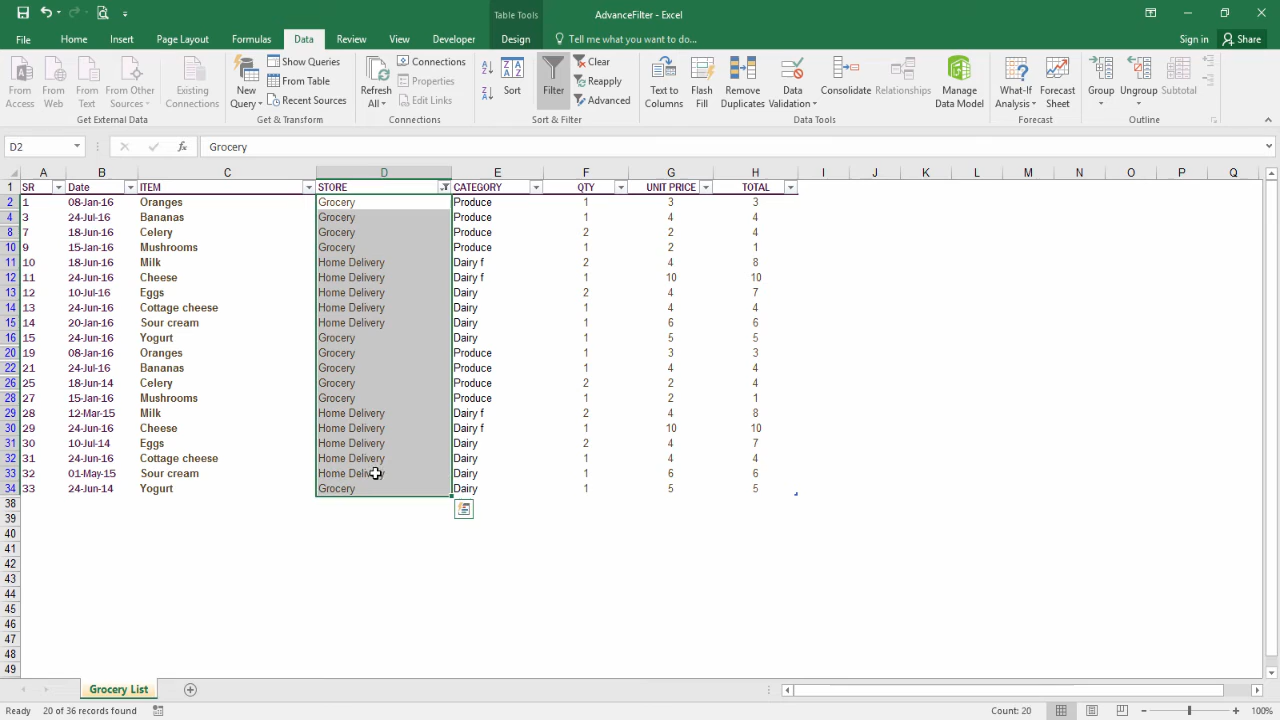 Table Tools
AdvanceFilter - Excel
File Home Insert Page Layout Formulas Data Review View Developer Design Tell me what you want to do... Sign in Share
From Access
From Web
From Text
From Other Sources
Existing Connections
Get External Data
New Query
Show Queries
From Table
Recent Sources
Get & Transform
Refresh All
Connections
Properties
Edit Links
Connections
Sort
Filter
Clear
Reapply
Advanced
Sort & Filter
Text to Columns
Flash Fill
Remove Duplicates
Data Validation
Consolidate
Relationships
Manage Data Model
Data Tools
What-If Analysis
Forecast Sheet
Forecast
Group
Ungroup
Subtotal
Outline
D2 fx Grocery
A B C D E F G H I J K L M N O P Q
1 SR Date ITEM STORE CATEGORY QTY UNIT PRICE TOTAL
2 1 08-Jan-16 Oranges Grocery Produce 1 3 3
4 3 24-Jul-16 Bananas Grocery Produce 1 4 4
8 7 18-Jun-16 Celery Grocery Produce 2 2 4
10 9 15-Jan-16 Mushrooms Grocery Produce 1 2 1
11 10 18-Jun-16 Milk Home Delivery Dairy f 2 4 8
12 11 24-Jun-16 Cheese Home Delivery Dairy f 1 10 10
13 12 10-Jul-16 Eggs Home Delivery Dairy 2 4 7
14 13 24-Jun-16 Cottage cheese Home Delivery Dairy 1 4 4
15 14 20-Jan-16 Sour cream Home Delivery Dairy 1 6 6
16 15 24-Jun-16 Yogurt Grocery Dairy 1 5 5
20 19 08-Jan-16 Oranges Grocery Produce 1 3 3
22 21 24-Jul-16 Bananas Grocery Produce 1 4 4
26 25 18-Jun-14 Celery Grocery Produce 2 2 4
28 27 15-Jan-16 Mushrooms Grocery Produce 1 2 1
29 28 12-Mar-15 Milk Home Delivery Dairy f 2 4 8
30 29 24-Jun-16 Cheese Home Delivery Dairy f 1 10 10
31 30 10-Jul-14 Eggs Home Delivery Dairy 2 4 7
32 31 24-Jun-16 Cottage cheese Home Delivery Dairy 1 4 4
33 32 01-May-15 Sour cream Home Delivery Dairy 1 6 6
34 33 24-Jun-14 Yogurt Grocery Dairy 1 5 5
38
39
40
41
42
43
44
45
46
47
48
49
Grocery List
Ready 20 of 36 records found Count: 20 100%